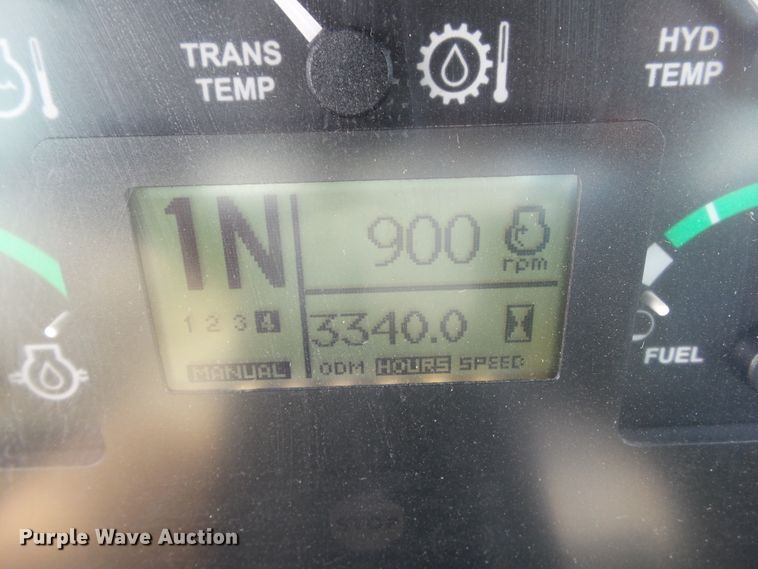 TRANS
TEMP
HYD
TEMP
1N
900
rpm
1 2 3 4
3340.0
MANUAL
ODM HOURS SPEED
FUEL
STOP
Purple Wave Auction